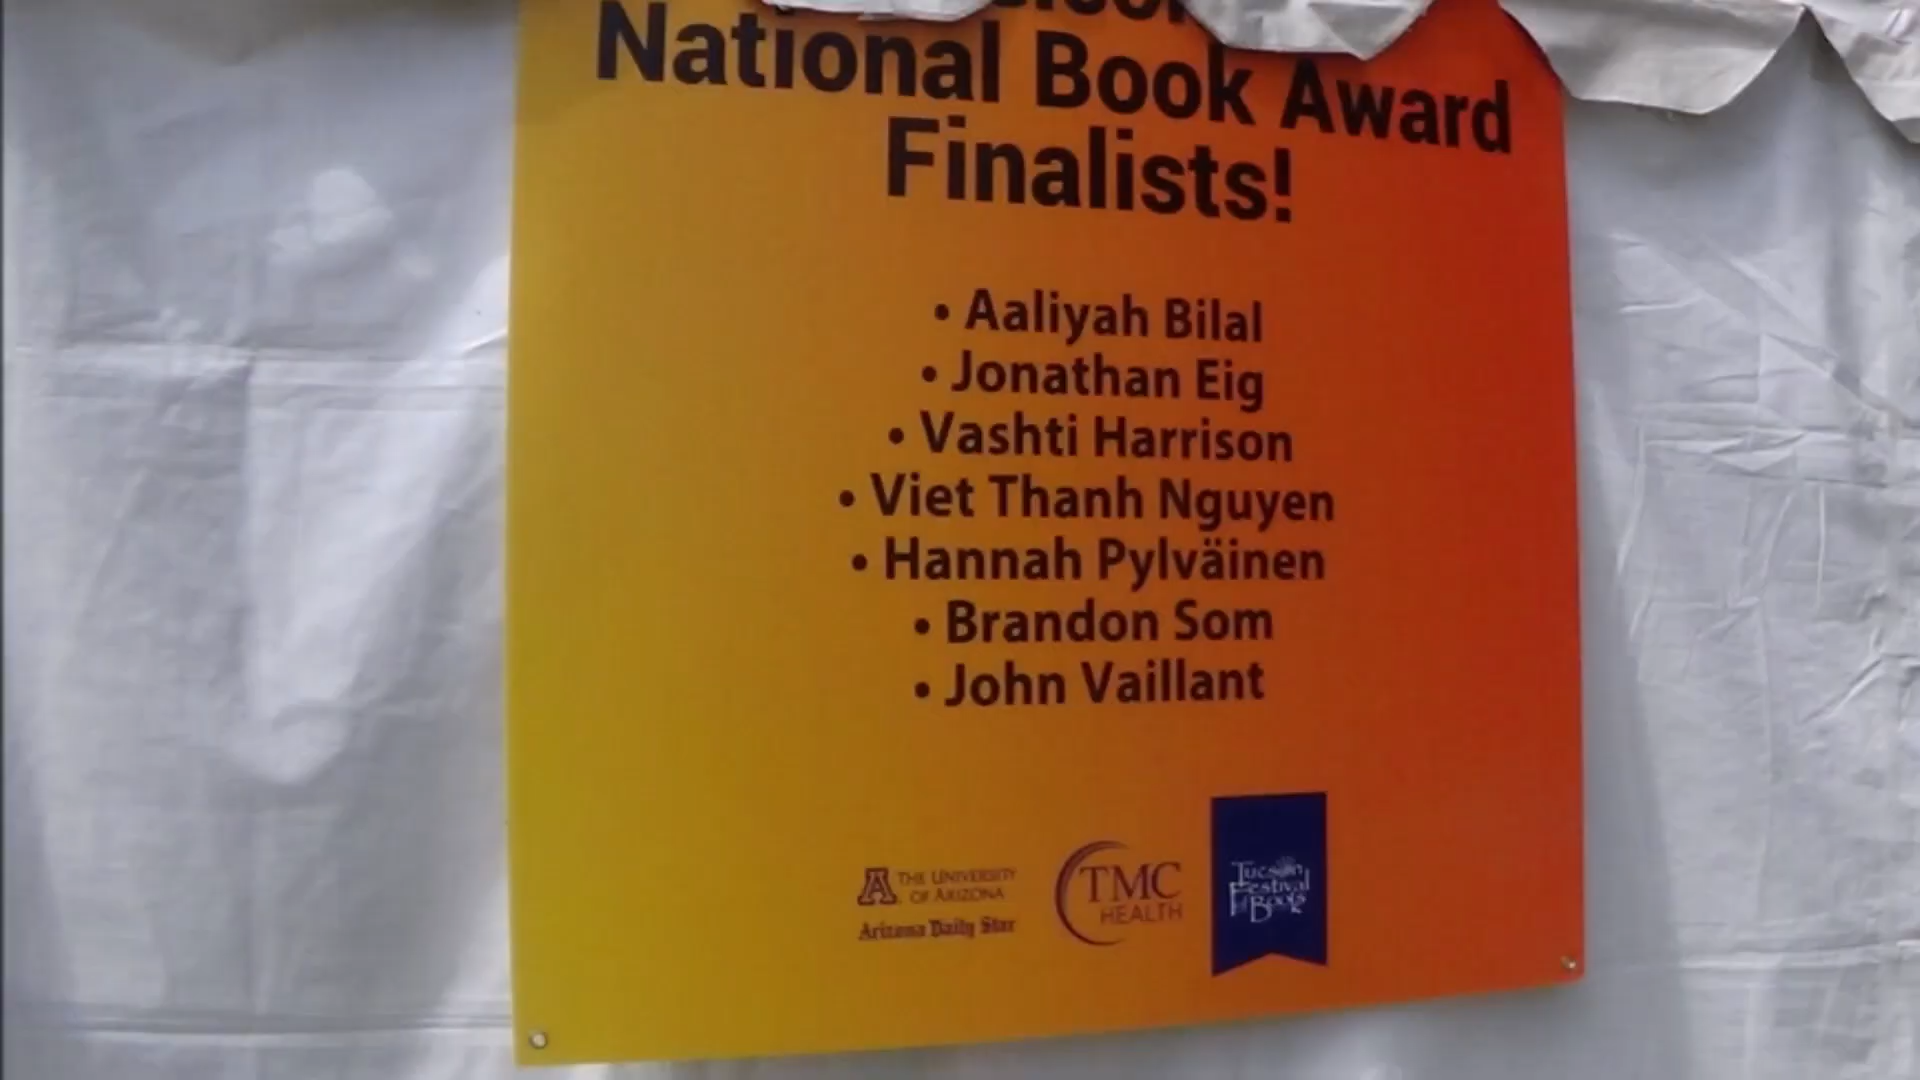 National Book Award
Finalists!
• Aaliyah Bilal
• Jonathan Eig
• Vashti Harrison
• Viet Thanh Nguyen
• Hannah Pylväinen
• Brandon Som
• John Vaillant
A THE UNIVERSITY
OF ARIZONA
Arizona Daily Star
TMC
HEALTH
Tucson
Festival
of Books